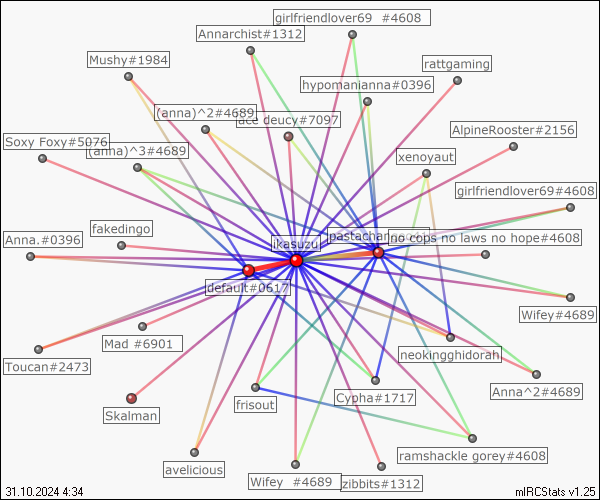 girlfriendlover69 #4608
Annarchist#1312
Mushy#1984
rattgaming
hypomanianna#0396
(anna)^2#4689
ace deucy#7097
AlpineRooster#2156
Soxy Foxy#5076
(anna)^3#4689
xenoyaut
girlfriendlover69#4608
fakedingo
Anna.#0396
ikasuzu
no cops no laws no hope#4608
default#0617
Wifey#4689
Mad #6901
neokingghidorah
Toucan#2473
Anna^2#4689
Cypha#1717
frisout
Skalman
ramshackle gorey#4608
avelicious
Wifey #4689
zibbits#1312
31.10.2024 4:34
mIRCStats v1.25